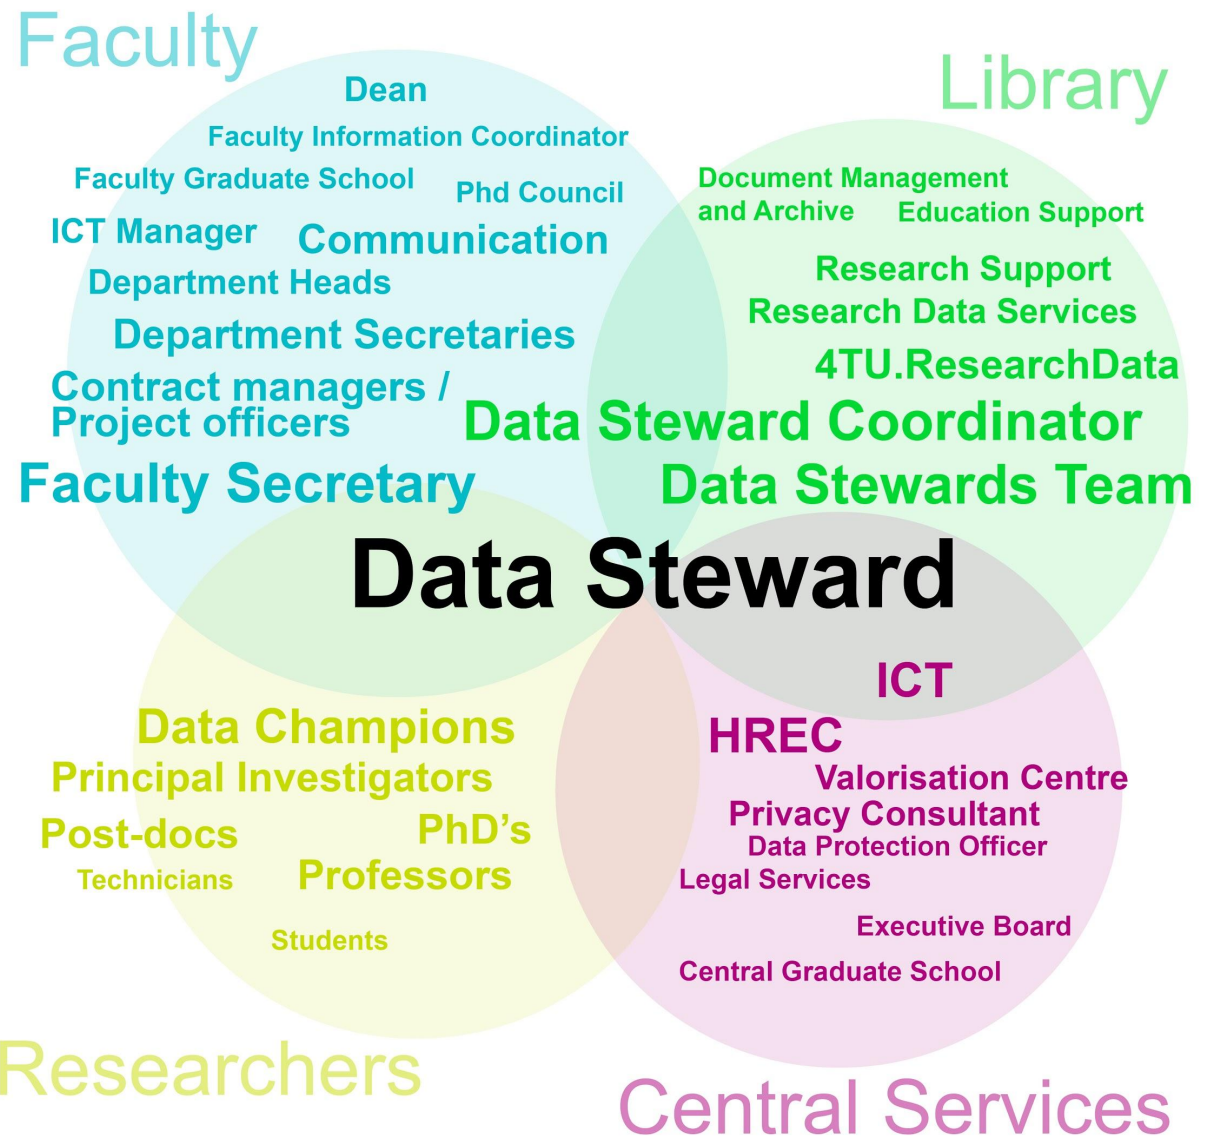 Faculty
Dean
Faculty Information Coordinator
Faculty Graduate School
Phd Council
ICT Manager
Communication
Department Heads
Department Secretaries
Contract managers /
Project officers
Faculty Secretary
Library
Document Management
and Archive
Education Support
Research Support
Research Data Services
4TU.ResearchData
Data Steward Coordinator
Data Stewards Team
Data Steward
Data Champions
Principal Investigators
Post-docs
PhD’s
Technicians
Professors
Students
Researchers
ICT
HREC
Valorisation Centre
Privacy Consultant
Data Protection Officer
Legal Services
Executive Board
Central Graduate School
Central Services